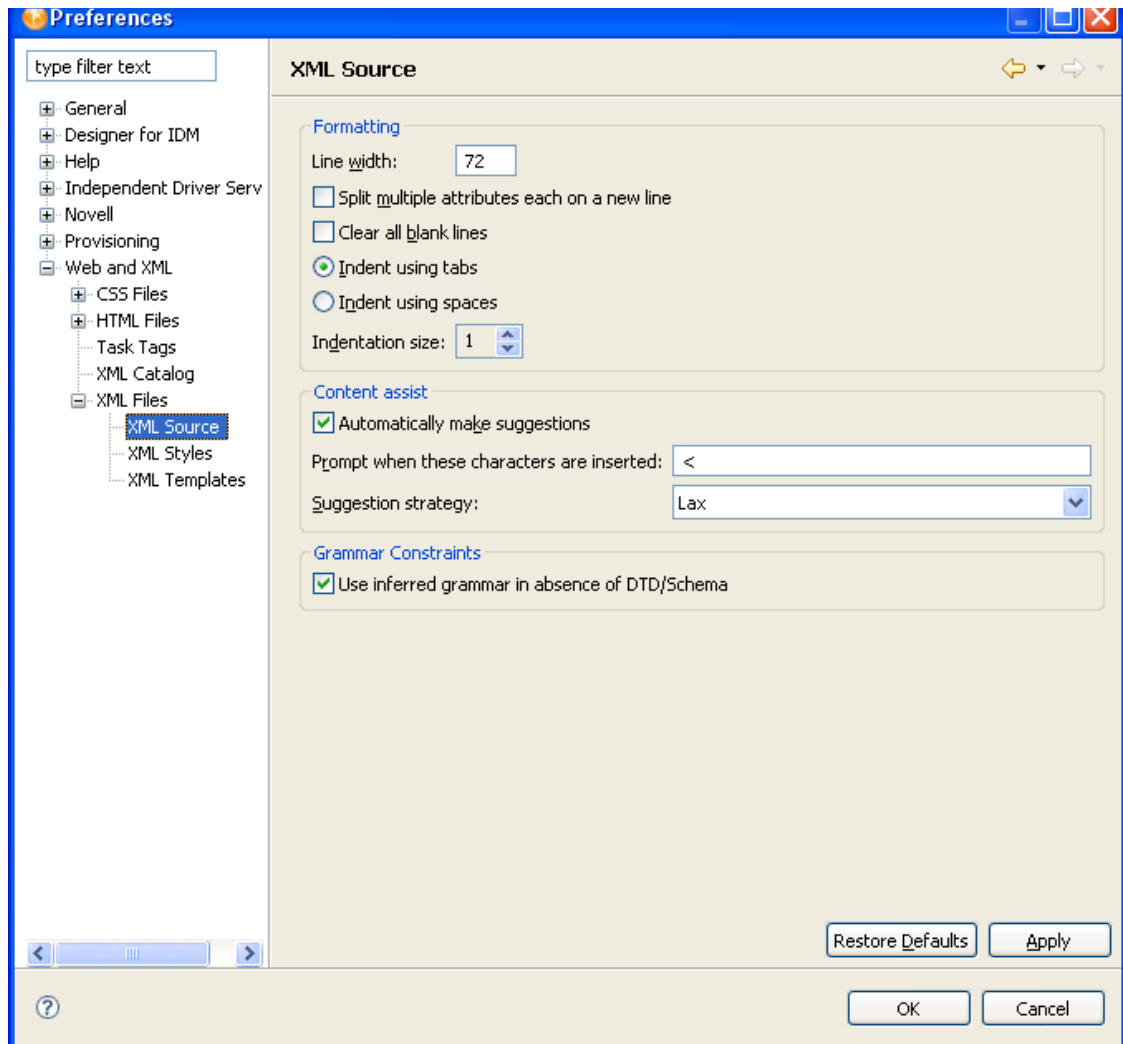 Preferences
type filter text
General
Designer for IDM
Help
Independent Driver Serv
Novell
Provisioning
Web and XML
CSS Files
HTML Files
Task Tags
XML Catalog
XML Files
XML Source
XML Styles
XML Templates
XML Source
Formatting
Line width: 72
Split multiple attributes each on a new line
Clear all blank lines
Indent using tabs
Indent using spaces
Indentation size: 1
Content assist
Automatically make suggestions
Prompt when these characters are inserted: <
Suggestion strategy: Lax
Grammar Constraints
Use inferred grammar in absence of DTD/Schema
Restore Defaults Apply
? OK Cancel